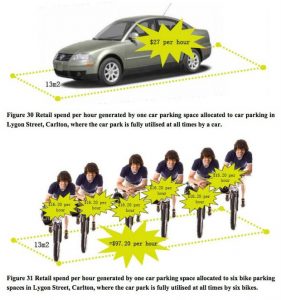 $27 per hour
13m2
Figure 30 Retail spend per hour generated by one car parking space allocated to car parking in
Lygon Street, Carlton, where the car park is fully utilised at all times by a car.
$16.20 per
hour
$16.20 per
hour
$16.20 per
hour
$16.20 per
hour
$16.20 per
hour
$16.20 per
hour
13m2
=$97.20 per hour
Figure 31 Retail spend per hour generated by one car parking space allocated to six bike parking
spaces in Lygon Street, Carlton, where the car park is fully utilised at all times by six bikes.